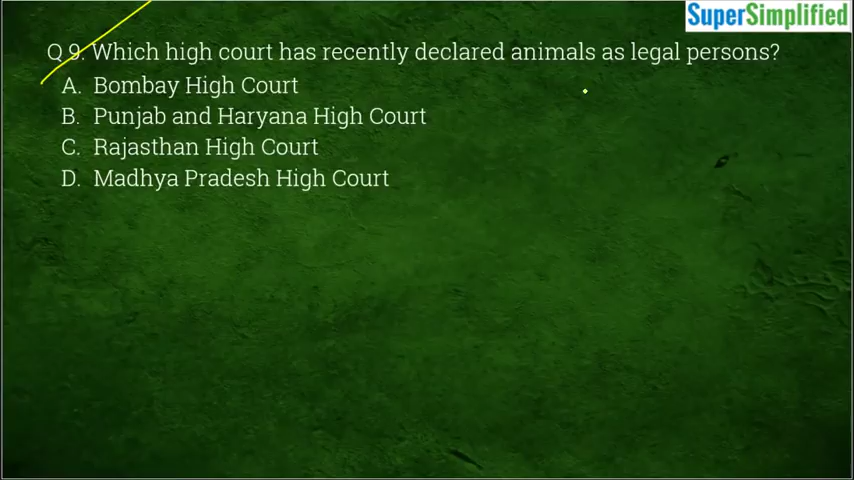 SuperSimplified
Q 9. Which high court has recently declared animals as legal persons?
A. Bombay High Court
B. Punjab and Haryana High Court
C. Rajasthan High Court
D. Madhya Pradesh High Court